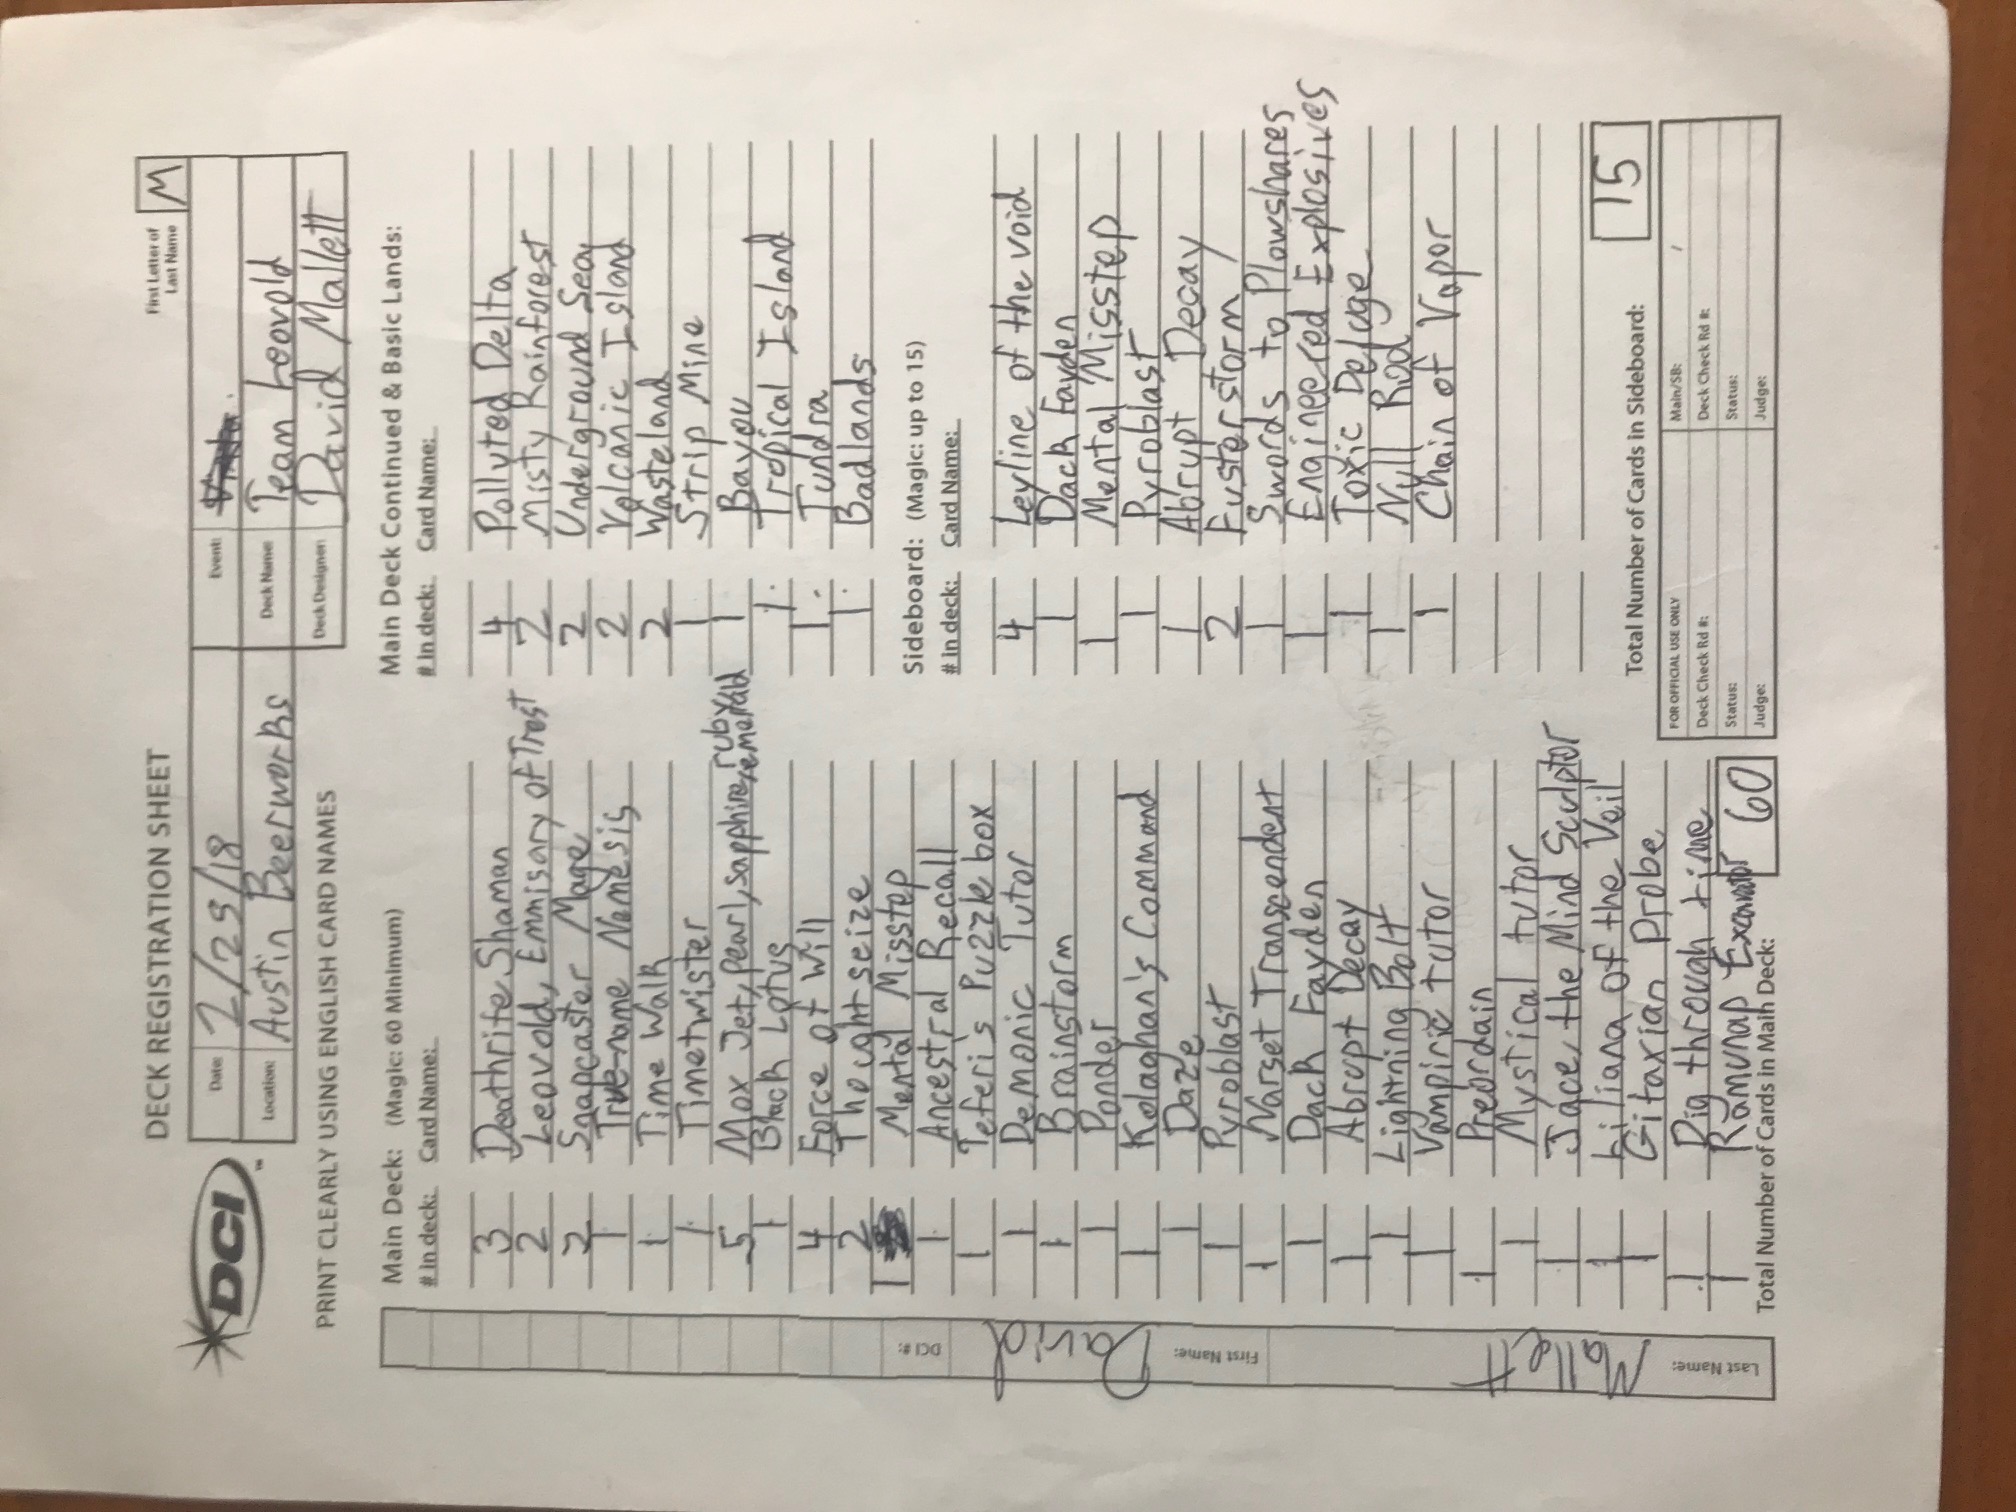 DECK REGISTRATION SHEET
First Letter of
Last Name
M
DCI
TM
Date: 2/25/18
Event:
Location: Austin Beerworks
Deck Name: Team Leovold
PRINT CLEARLY USING ENGLISH CARD NAMES
Deck Designer: David Mallett
Main Deck: (Magic: 60 Minimum)
# in deck: Card Name:
3 Deathrite Shaman
2 Leovold, Emmisary of Trest
2 Snapcaster Mage
1 True-name Nemesis
1 Time Walk
1 Timetwister
5 Mox Jet, pearl, sapphire, ruby, emerald
1 Black Lotus
4 Force of Will
2 Thoughtseize
1 Mental Misstep
1 Ancestral Recall
1 Teferi's Puzzle box
1 Demonic Tutor
1 Brainstorm
1 Ponder
1 Kolaghan's Command
1 Daze
1 Pyroblast
1 Narset Transcendent
1 Dack Fayden
1 Abrupt Decay
1 Lightning Bolt
1 Vampiric tutor
1 Preordain
1 Mystical tutor
1 Jace, the Mind Sculptor
1 Liliana of the Veil
1 Gitaxian Probe
1 Dig through time
1 Ramunap Excavator
Total Number of Cards in Main Deck: 60
Main Deck Continued & Basic Lands:
# in deck: Card Name:
4 Polluted Delta
2 Misty Rainforest
2 Underground Sea
2 Volcanic Island
2 Wasteland
1 Strip Mine
1 Bayou
1 Tropical Island
1 Tundra
1 Badlands
Sideboard: (Magic: up to 15)
# in deck: Card Name:
4 Leyline of the void
1 Dack Fayden
1 Mental Misstep
1 Pyroblast
1 Abrupt Decay
2 Fusterstorm
1 Swords to Plowshares
1 Engineered Explosives
1 Toxic Deluge
1 Null Rod
1 Chain of Vapor
Total Number of Cards in Sideboard: 15
FOR OFFICIAL USE ONLY
Main/SB: /
Deck Check Rd #:
Deck Check Rd #:
Status:
Status:
Judge:
Judge:
Last Name: Mallett
First Name: David
DCI #: